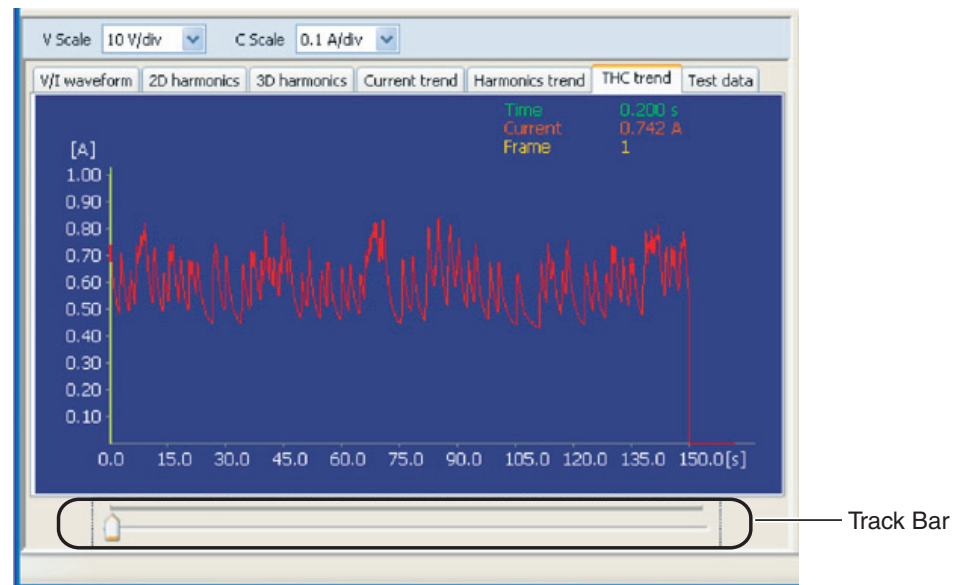 V Scale 10 V/div C Scale 0.1 A/div
V/I waveform 2D harmonics 3D harmonics Current trend Harmonics trend THC trend Test data
Time 0.200 s
Current 0.742 A
Frame 1
[A]
1.00
0.90
0.80
0.70
0.60
0.50
0.40
0.30
0.20
0.10
0.0 15.0 30.0 45.0 60.0 75.0 90.0 105.0 120.0 135.0 150.0[s]
Track Bar